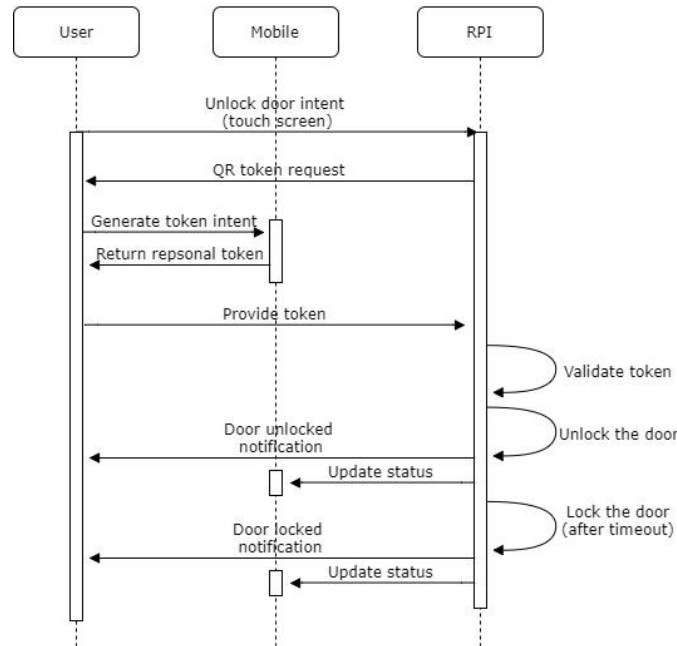 User
Mobile
RPI
Unlock door intent
(touch screen)
QR token request
Generate token intent
Return repsonal token
Provide token
Validate token
Door unlocked
notification
Unlock the door
Update status
Lock the door
(after timeout)
Door locked
notification
Update status